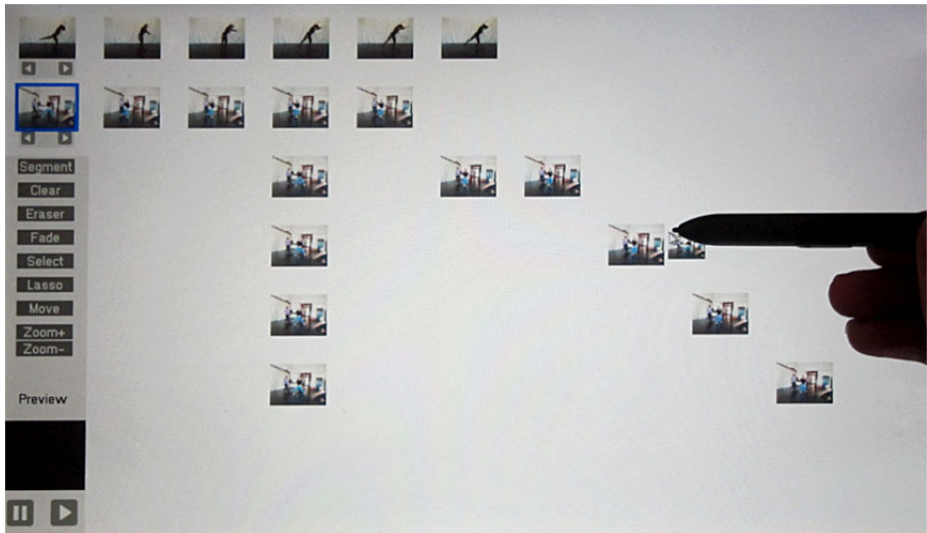 Segment
Clear
Eraser
Fade
Select
Lasso
Move
Zoom+
Zoom-
Preview